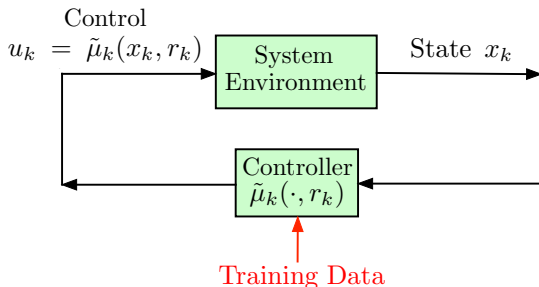 Control
u_k = μ̃_k(x_k, r_k)
System
Environment
State x_k
Controller
μ̃_k(·, r_k)
Training Data